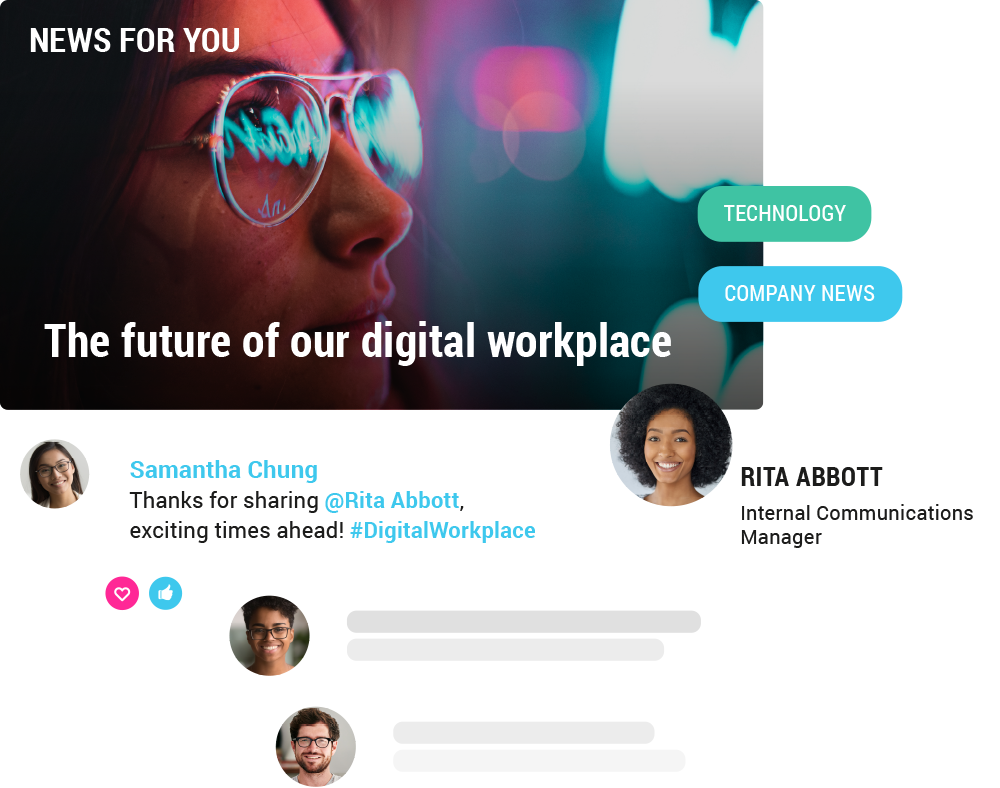 NEWS FOR YOU
TECHNOLOGY
COMPANY NEWS
The future of our digital workplace
Samantha Chung
Thanks for sharing @Rita Abbott,
exciting times ahead! #DigitalWorkplace
RITA ABBOTT
Internal Communications
Manager